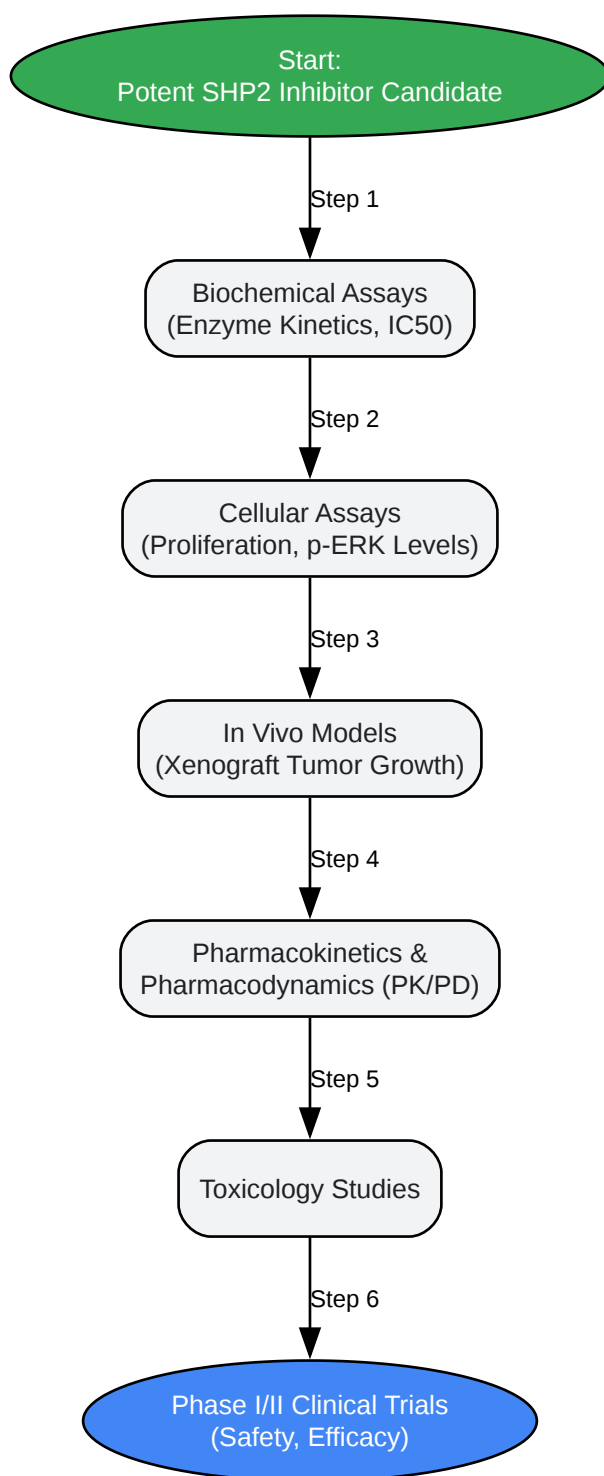 Start:
Potent SHP2 Inhibitor Candidate
Step 1
Biochemical Assays
(Enzyme Kinetics, IC50)
Step 2
Cellular Assays
(Proliferation, p-ERK Levels)
Step 3
In Vivo Models
(Xenograft Tumor Growth)
Step 4
Pharmacokinetics &
Pharmacodynamics (PK/PD)
Step 5
Toxicology Studies
Step 6
Phase I/II Clinical Trials
(Safety, Efficacy)